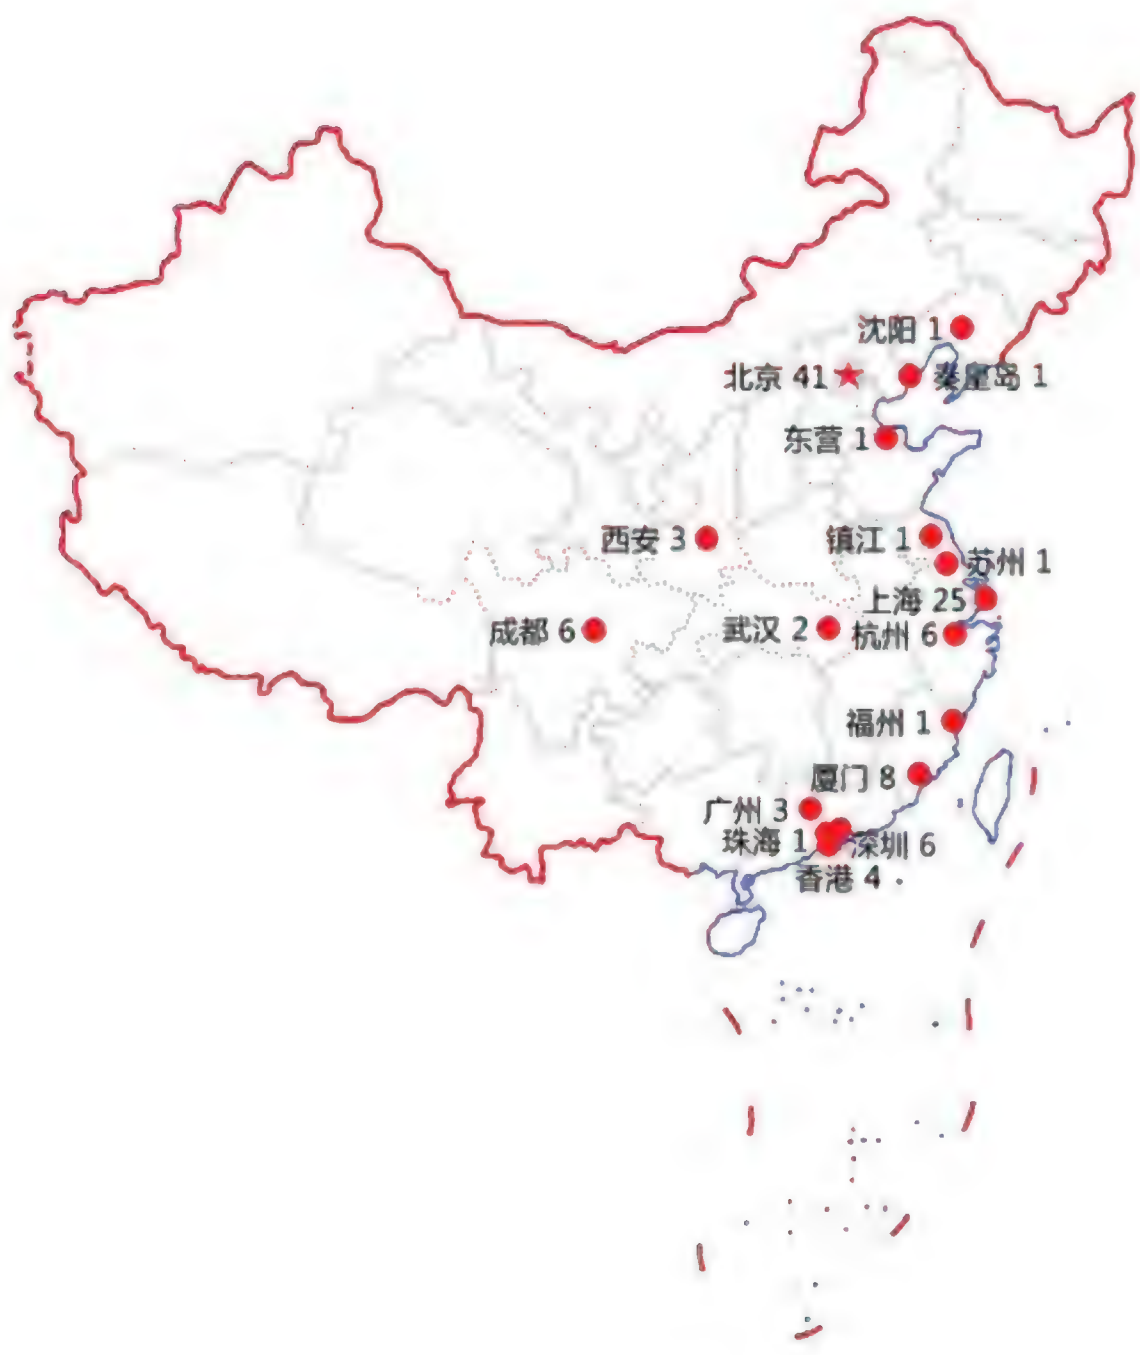 沈阳 1
北京 41
秦皇岛 1
东营 1
西安 3
镇江 1
苏州 1
上海 25
成都 6
武汉 2
杭州 6
福州 1
厦门 8
广州 3
珠海 1
深圳 6
香港 4